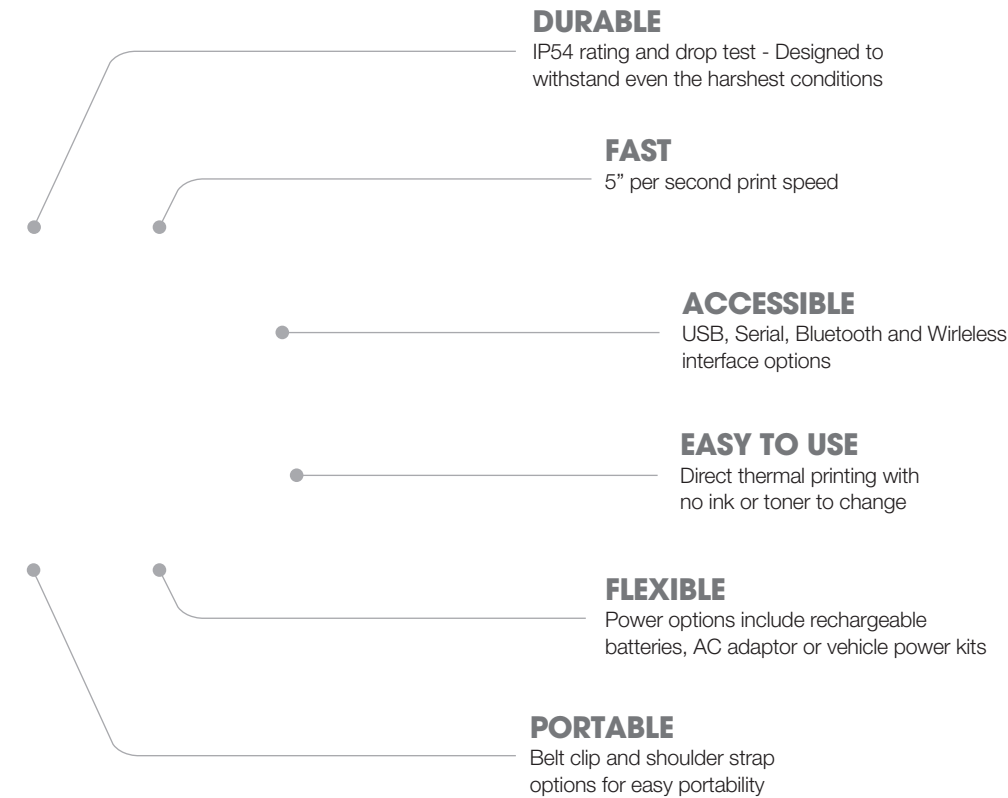 DURABLE
IP54 rating and drop test - Designed to
withstand even the harshest conditions
FAST
5” per second print speed
ACCESSIBLE
USB, Serial, Bluetooth and Wirleless
interface options
EASY TO USE
Direct thermal printing with
no ink or toner to change
FLEXIBLE
Power options include rechargeable
batteries, AC adaptor or vehicle power kits
PORTABLE
Belt clip and shoulder strap
options for easy portability